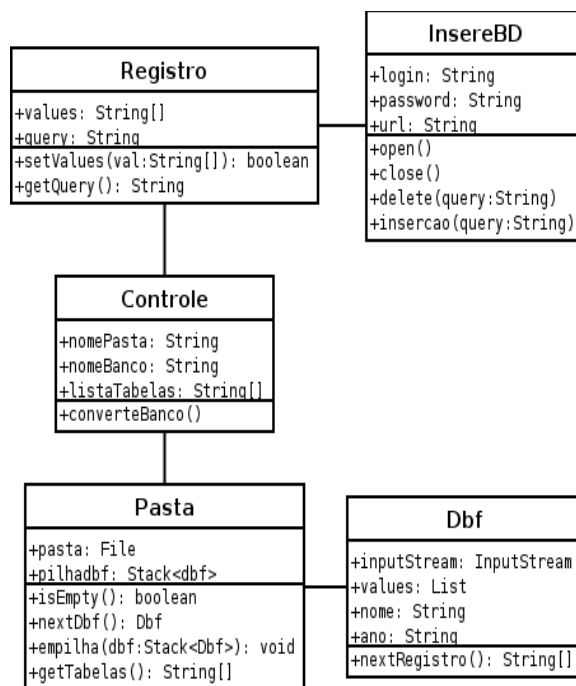 InsereBD
+login: String
+password: String
+url: String
+open()
+close()
+delete(query:String)
+insercao(query:String)
Registro
+values: String[]
+query: String
+setValues(val:String[]): boolean
+getQuery(): String
Controle
+nomePasta: String
+nomeBanco: String
+listaTabelas: String[]
+converteBanco()
Pasta
+pasta: File
+pilhadbf: Stack<dbf>
+isEmpty(): boolean
+nextDbf(): Dbf
+empilha(dbf:Stack<Dbf>): void
+getTabelas(): String[]
Dbf
+inputStream: InputStream
+values: List
+nome: String
+ano: String
+nextRegistro(): String[]